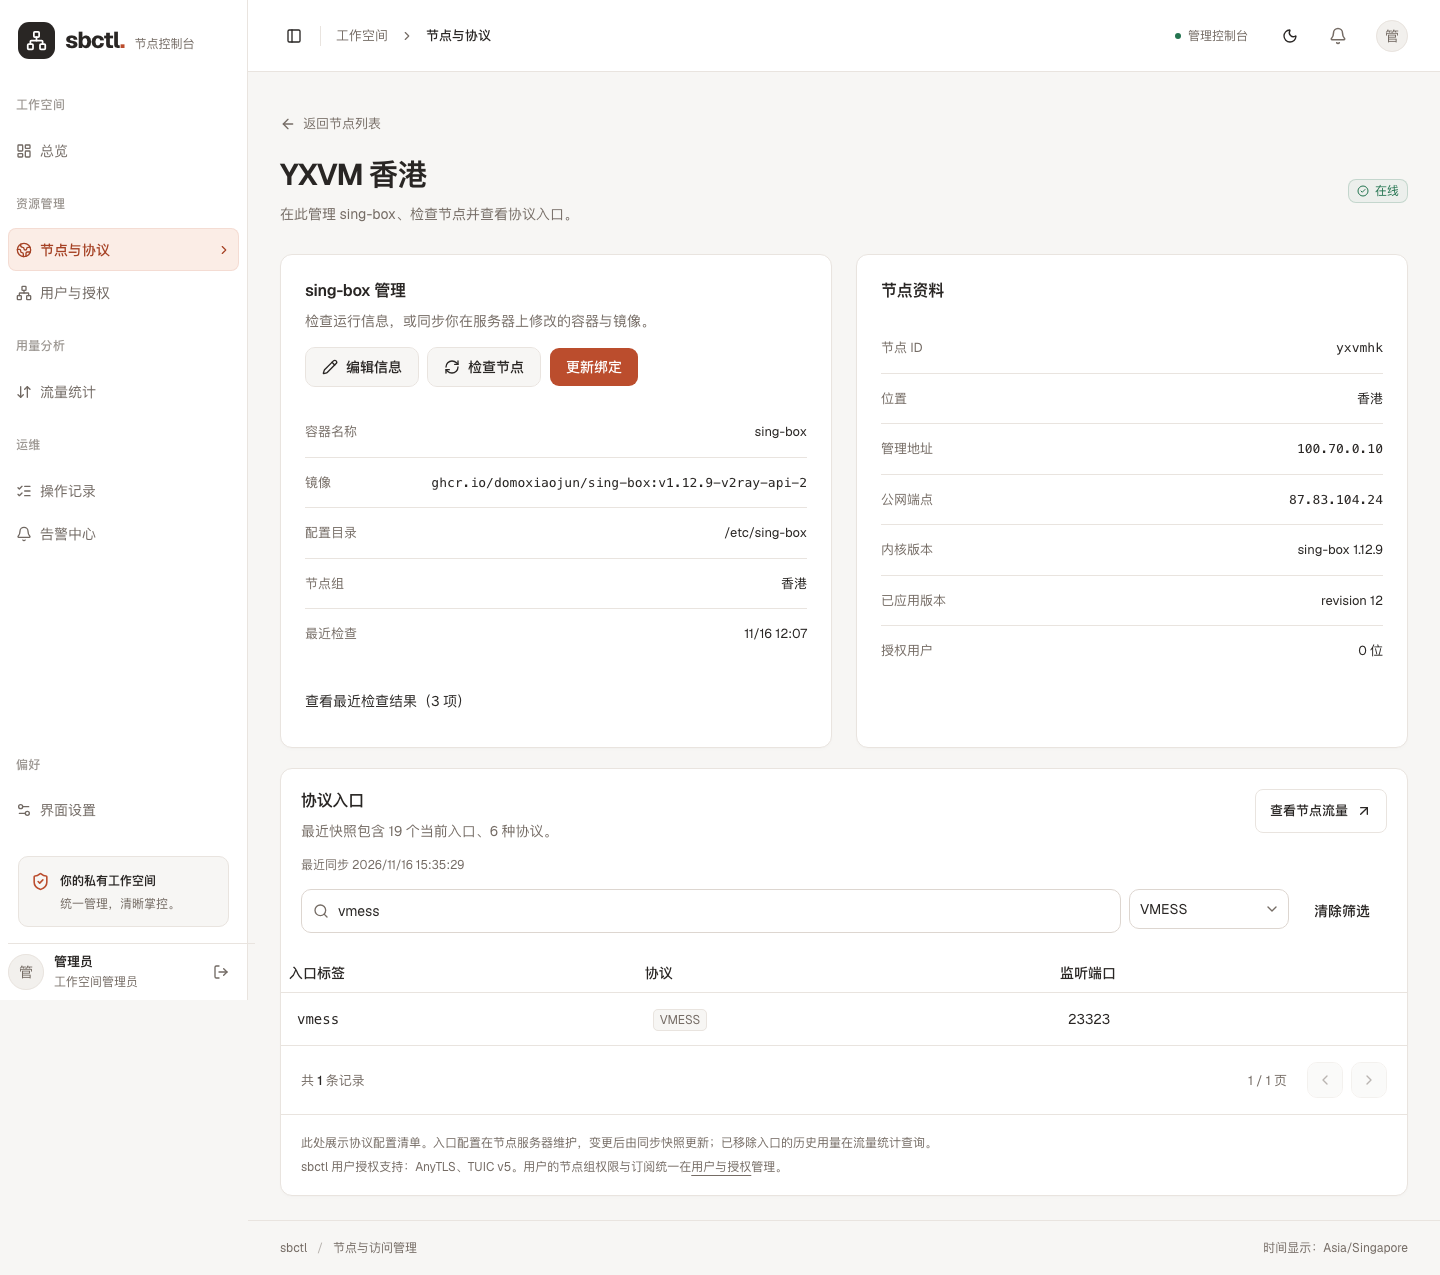 sbctl. 节点控制台
工作空间
总览
资源管理
节点与协议
用户与授权
用量分析
流量统计
运维
操作记录
告警中心
偏好
界面设置
你的私有工作空间
统一管理，清晰掌控。
管
管理员
工作空间管理员
工作空间
节点与协议
管理控制台
管
返回节点列表
YXVM 香港
在此管理 sing-box、检查节点并查看协议入口。
在线
sing-box 管理
检查运行信息，或同步你在服务器上修改的容器与镜像。
编辑信息
检查节点
更新绑定
容器名称 sing-box
镜像 ghcr.io/domoxiaojun/sing-box:v1.12.9-v2ray-api-2
配置目录 /etc/sing-box
节点组 香港
最近检查 11/16 12:07
查看最近检查结果（3 项）
节点资料
节点 ID yxvmhk
位置 香港
管理地址 100.70.0.10
公网端点 87.83.104.24
内核版本 sing-box 1.12.9
已应用版本 revision 12
授权用户 0 位
协议入口
最近快照包含 19 个当前入口、6 种协议。
最近同步 2026/11/16 15:35:29
查看节点流量
vmess
VMESS
清除筛选
入口标签 协议 监听端口
vmess VMESS 23323
共 1 条记录
1 / 1 页
此处展示协议配置清单。入口配置在节点服务器维护，变更后由同步快照更新；已移除入口的历史用量在流量统计查询。
sbctl 用户授权支持：AnyTLS、TUIC v5。用户的节点组权限与订阅统一在用户与授权管理。
sbctl / 节点与访问管理
时间显示：Asia/Singapore